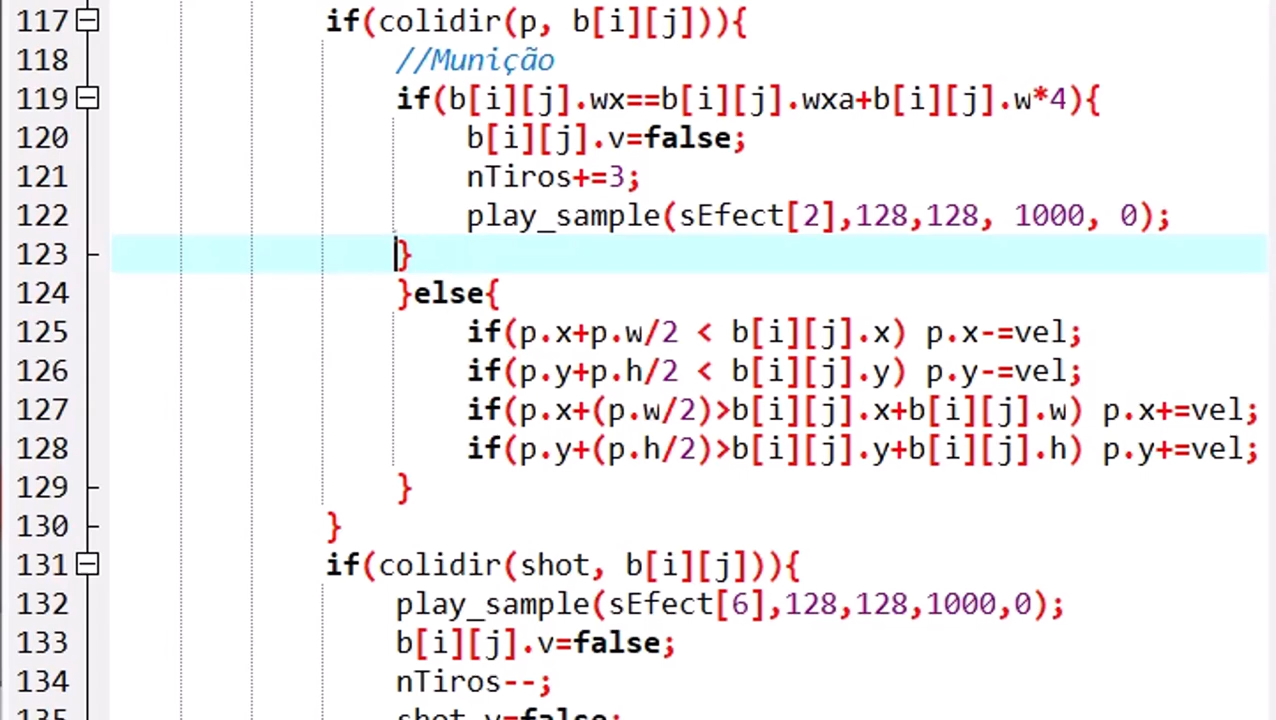 117 if(colidir(p, b[i][j])){
118 //Munição
119 if(b[i][j].wx==b[i][j].wxa+b[i][j].w*4){
120 b[i][j].v=false;
121 nTiros+=3;
122 play_sample(sEfect[2],128,128, 1000, 0);
123 }
124 }else{
125 if(p.x+p.w/2 < b[i][j].x) p.x-=vel;
126 if(p.y+p.h/2 < b[i][j].y) p.y-=vel;
127 if(p.x+(p.w/2)>b[i][j].x+b[i][j].w) p.x+=vel;
128 if(p.y+(p.h/2)>b[i][j].y+b[i][j].h) p.y+=vel;
129 }
130 }
131 if(colidir(shot, b[i][j])){
132 play_sample(sEfect[6],128,128,1000,0);
133 b[i][j].v=false;
134 nTiros--;
135 shot.v=false;